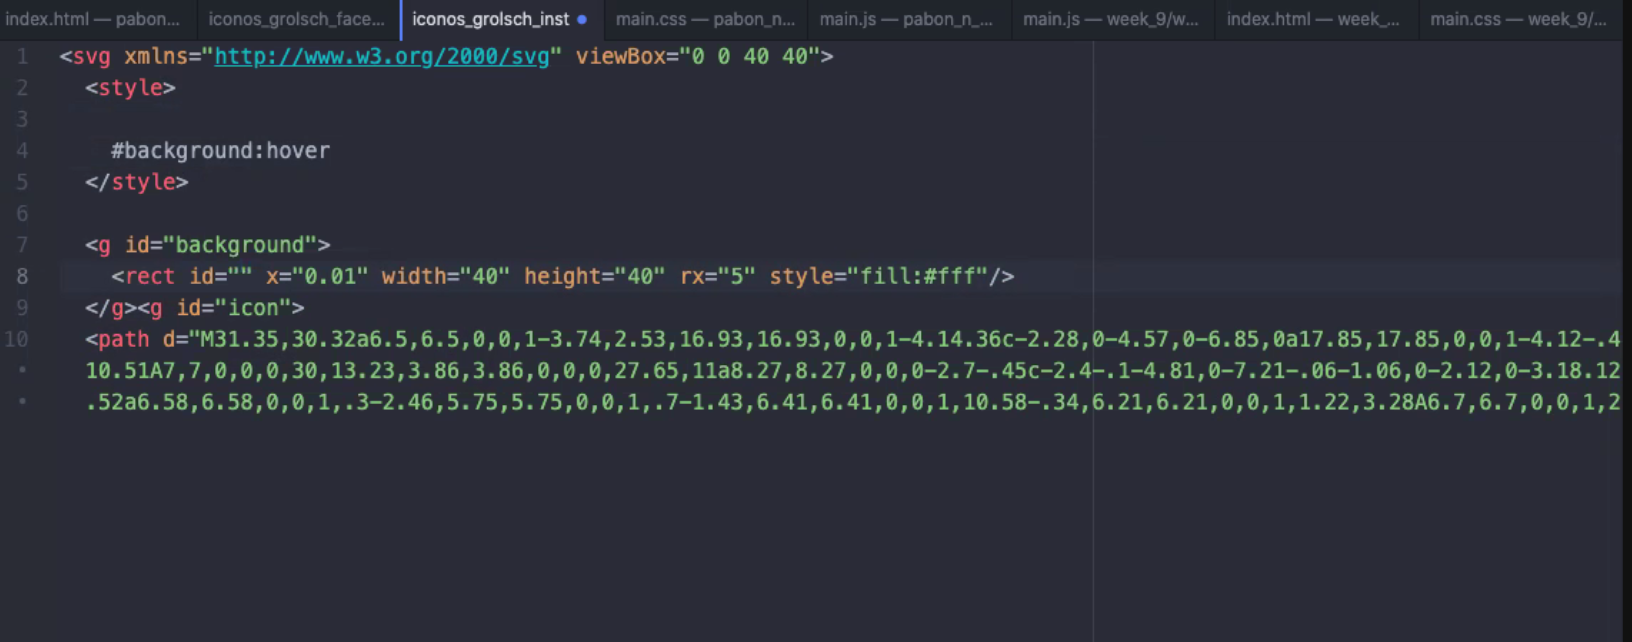 index.html — pabon...
iconos_grolsch_face...
iconos_grolsch_inst
main.css — pabon_n...
main.js — pabon_n_...
main.js — week_9/w...
index.html — week_...
main.css — week_9/...
1 <svg xmlns="http://www.w3.org/2000/svg" viewBox="0 0 40 40">
2 <style>
3
4 #background:hover
5 </style>
6
7 <g id="background">
8 <rect id="" x="0.01" width="40" height="40" rx="5" style="fill:#fff"/>
9 </g><g id="icon">
10 <path d="M31.35,30.32a6.5,6.5,0,0,1-3.74,2.53,16.93,16.93,0,0,1-4.14.36c-2.28,0-4.57,0-6.85,0a17.85,17.85,0,0,1-4.12-.4
• 10.51A7,7,0,0,0,30,13.23,3.86,3.86,0,0,0,27.65,11a8.27,8.27,0,0,0-2.7-.45c-2.4-.1-4.81,0-7.21-.06-1.06,0-2.12,0-3.18.12
• .52a6.58,6.58,0,0,1,.3-2.46,5.75,5.75,0,0,1,.7-1.43,6.41,6.41,0,0,1,10.58-.34,6.21,6.21,0,0,1,1.22,3.28A6.7,6.7,0,0,1,2